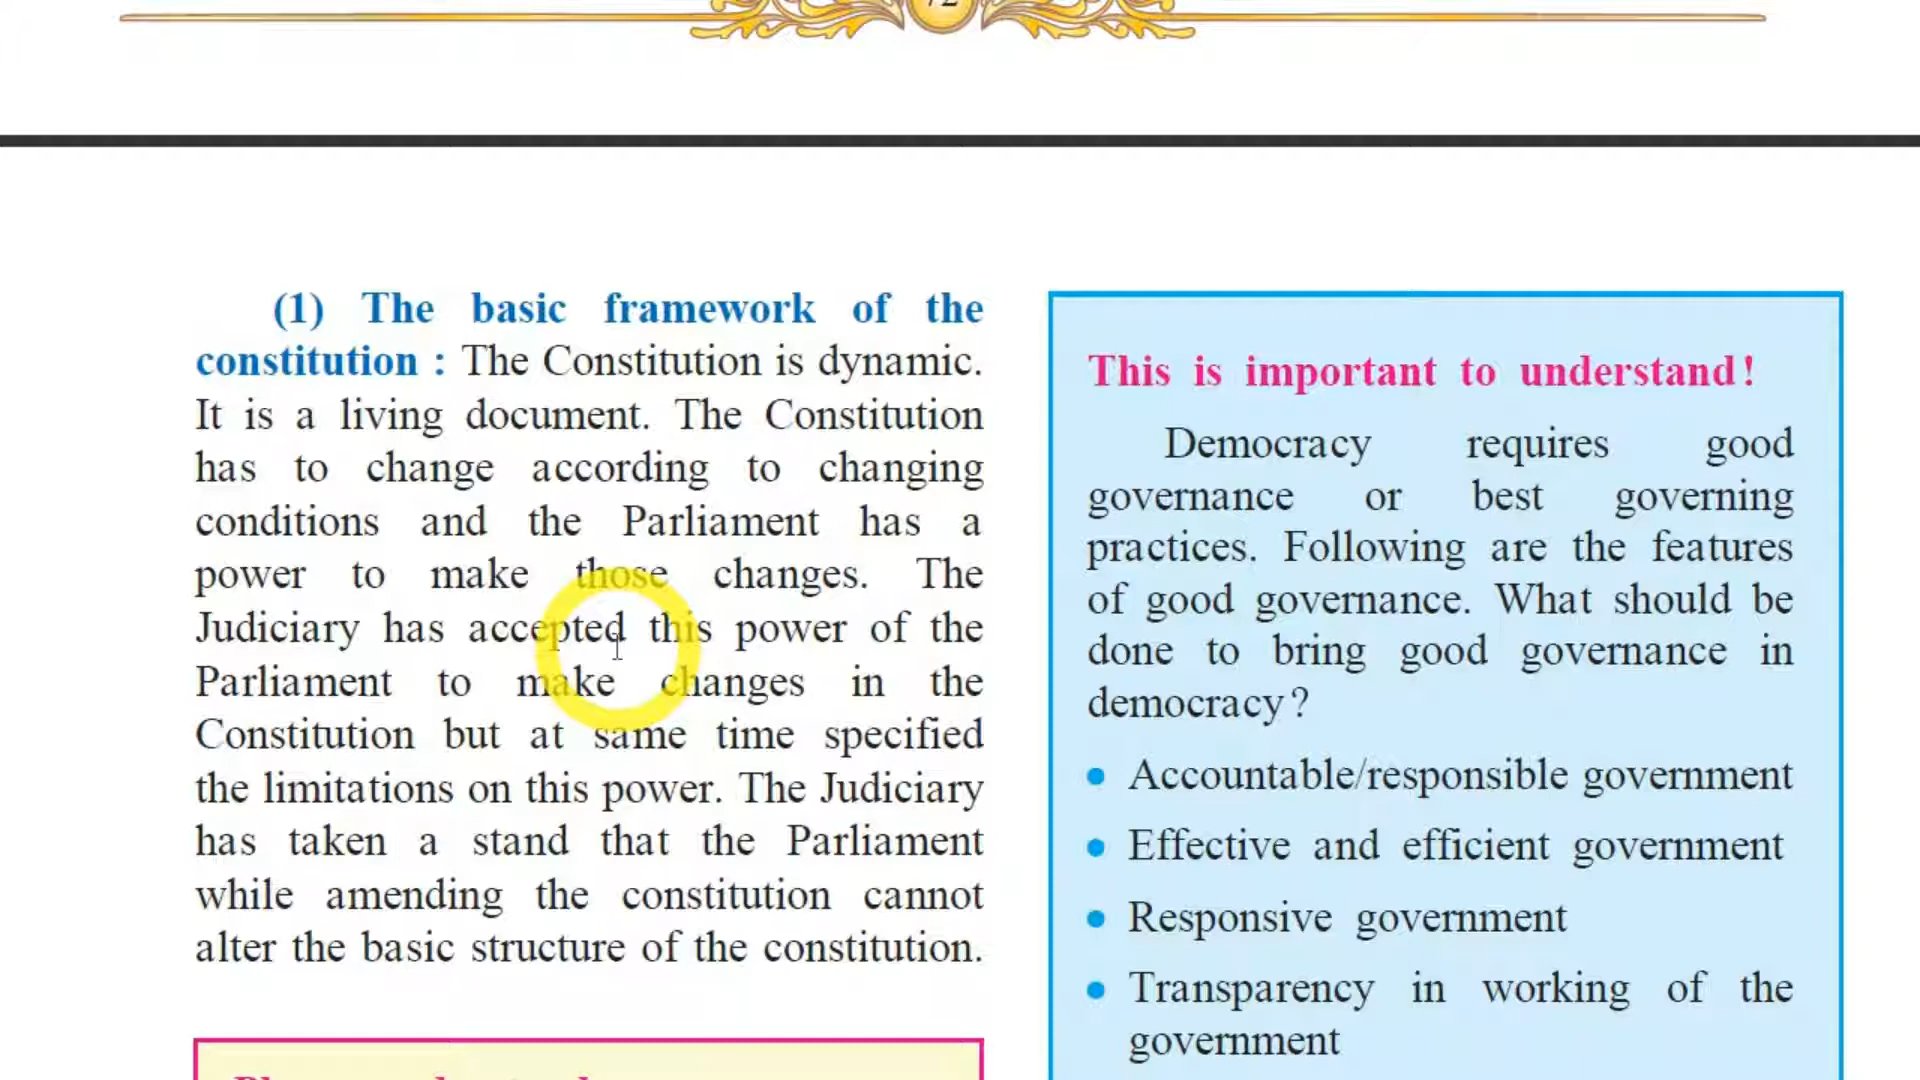 72
(1) The basic framework of the
constitution : The Constitution is dynamic.
It is a living document. The Constitution
has to change according to changing
conditions and the Parliament has a
power to make those changes. The
Judiciary has accepted this power of the
Parliament to make changes in the
Constitution but at same time specified
the limitations on this power. The Judiciary
has taken a stand that the Parliament
while amending the constitution cannot
alter the basic structure of the constitution.
This is important to understand!
Democracy requires good
governance or best governing
practices. Following are the features
of good governance. What should be
done to bring good governance in
democracy?
• Accountable/responsible government
• Effective and efficient government
• Responsive government
• Transparency in working of the
government